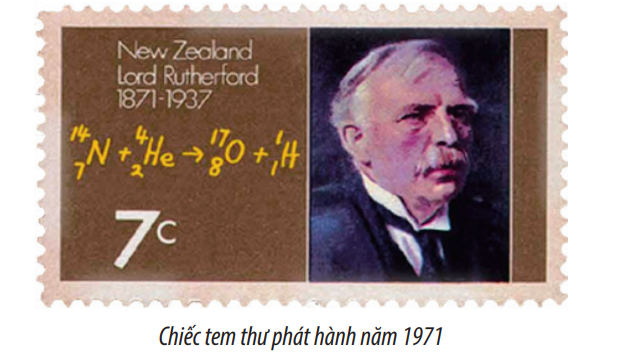 New Zealand
Lord Rutherford
1871-1937
¹⁴₇N + ⁴₂He → ¹⁷₈O + ¹₁H
7c
Chiếc tem thư phát hành năm 1971